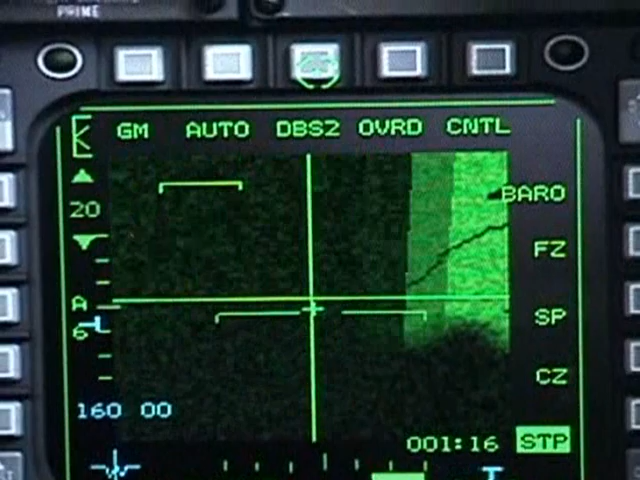 PRIME
GM AUTO DBS2 OVRD CNTL
BARO
20
FZ
A
6
SP
CZ
160 00
001:16 STP